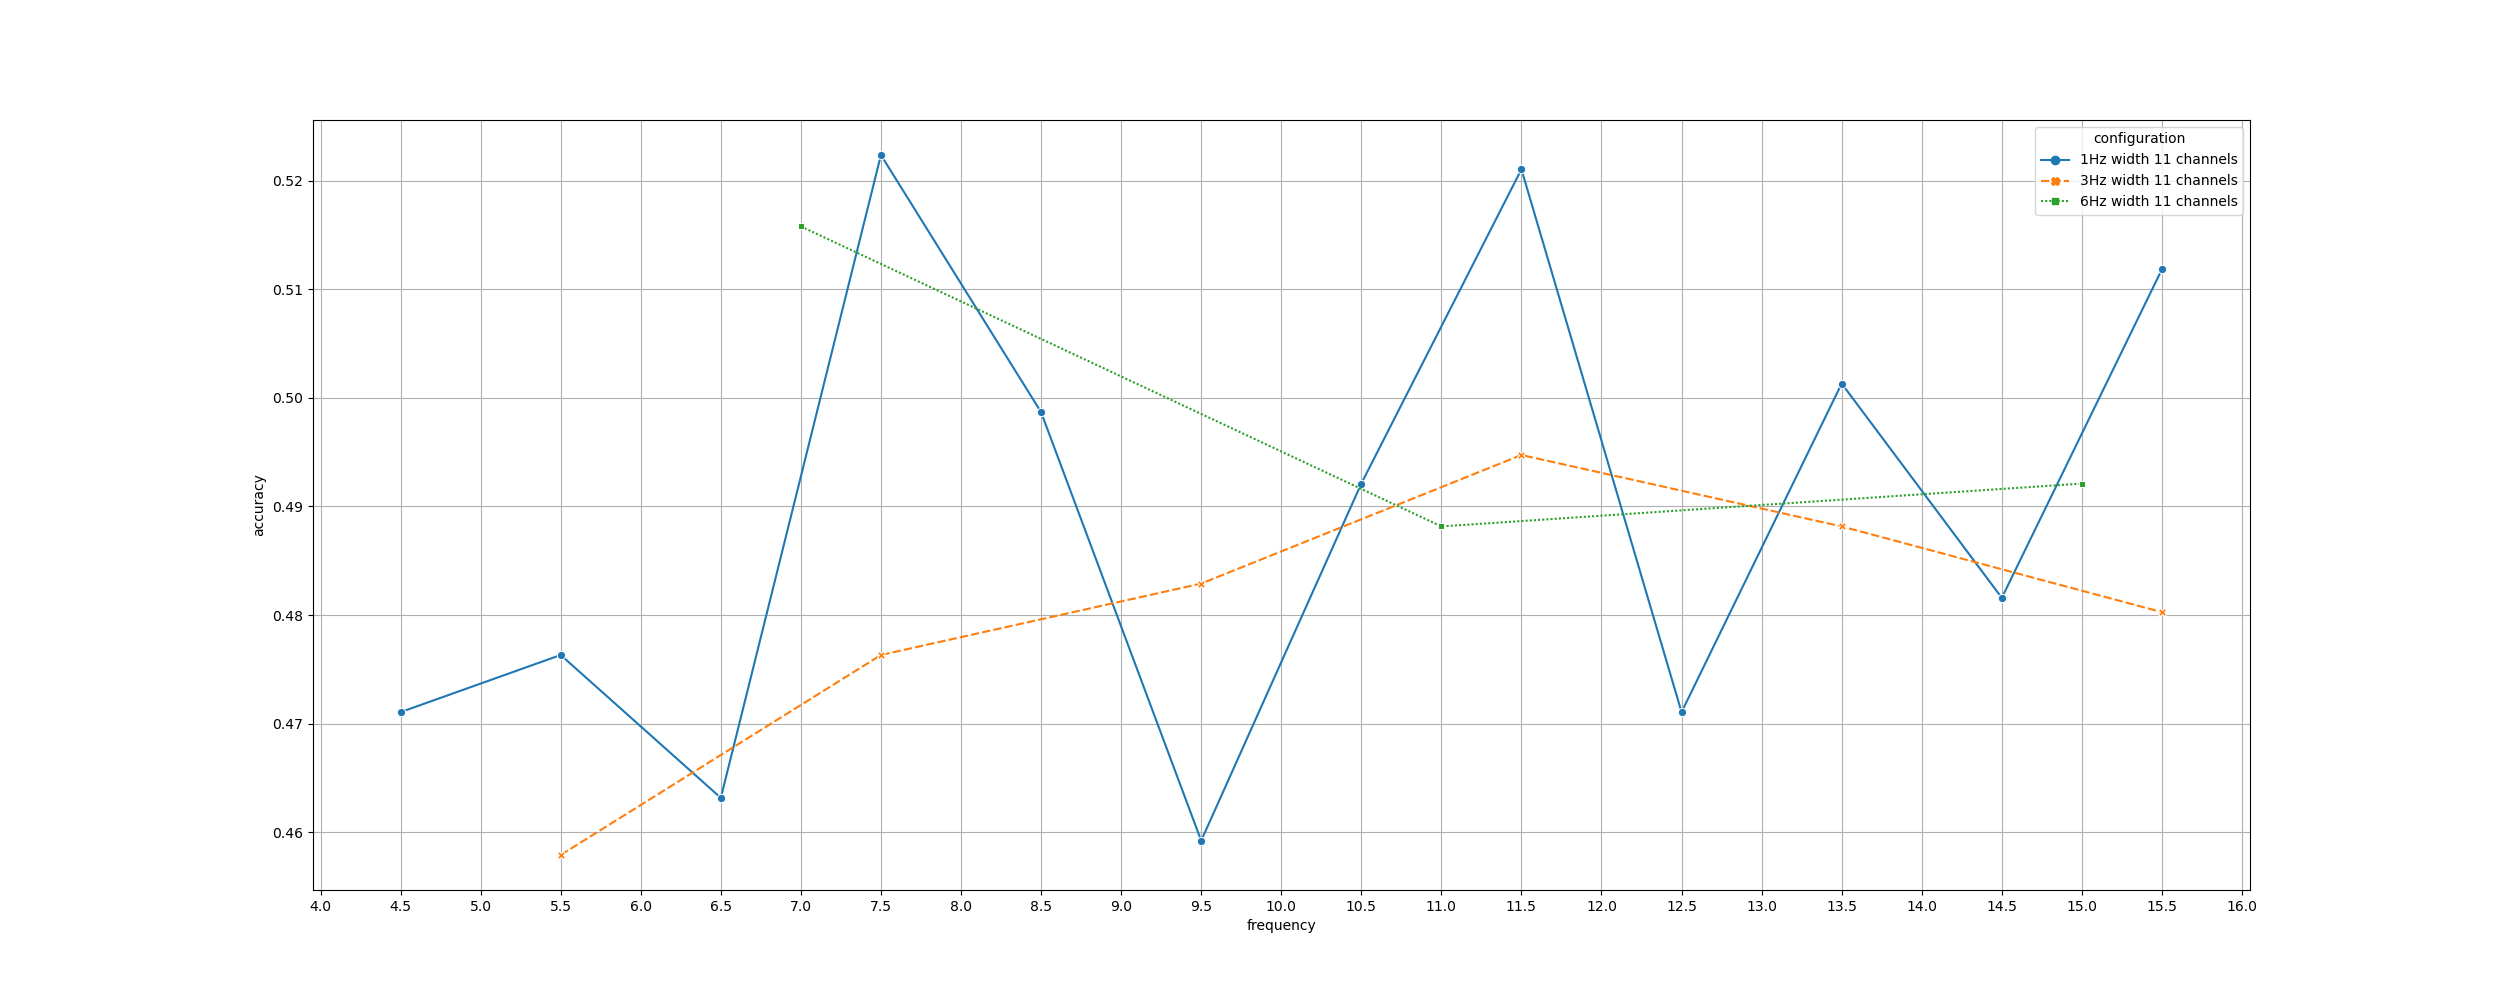 configuration
1Hz width 11 channels
3Hz width 11 channels
6Hz width 11 channels
0.52
0.51
0.50
0.49
0.48
0.47
0.46
accuracy
4.0 4.5 5.0 5.5 6.0 6.5 7.0 7.5 8.0 8.5 9.0 9.5 10.0 10.5 11.0 11.5 12.0 12.5 13.0 13.5 14.0 14.5 15.0 15.5 16.0
frequency